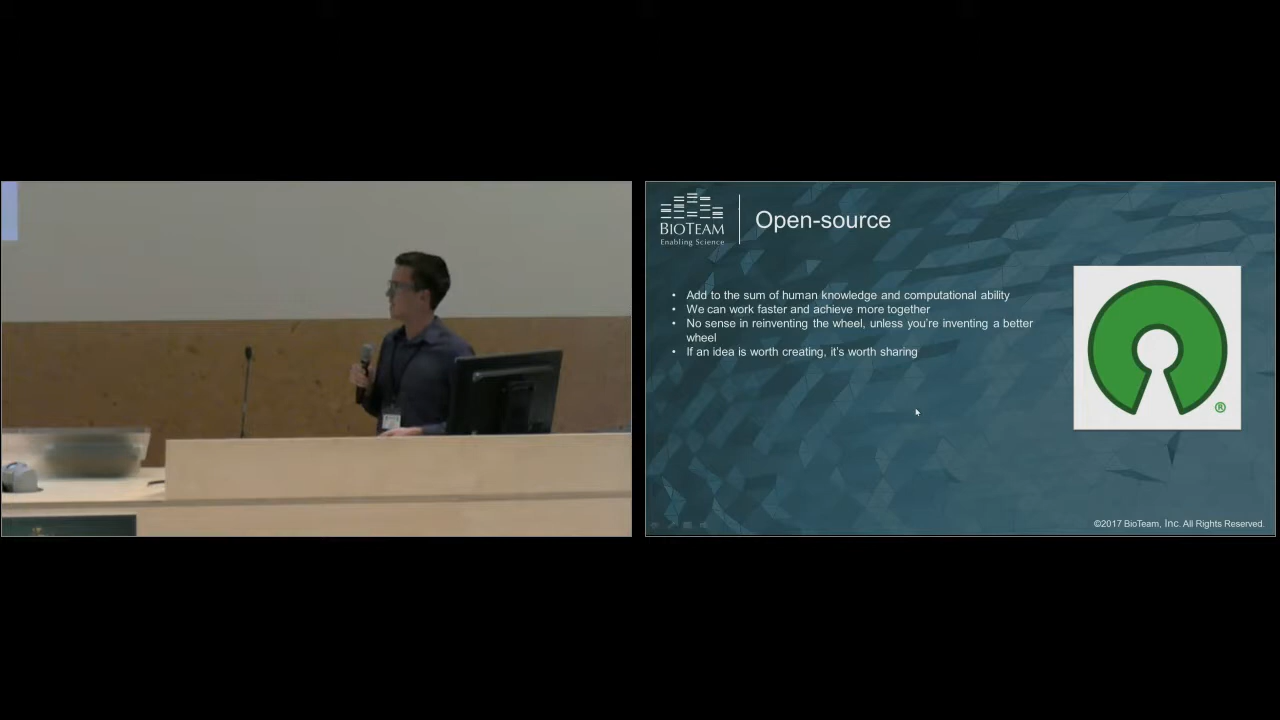 BIOTEAM
Enabling Science
Open-source
• Add to the sum of human knowledge and computational ability
• We can work faster and achieve more together
• No sense in reinventing the wheel, unless you're inventing a better
wheel
• If an idea is worth creating, it's worth sharing
®
©2017 BioTeam, Inc. All Rights Reserved.